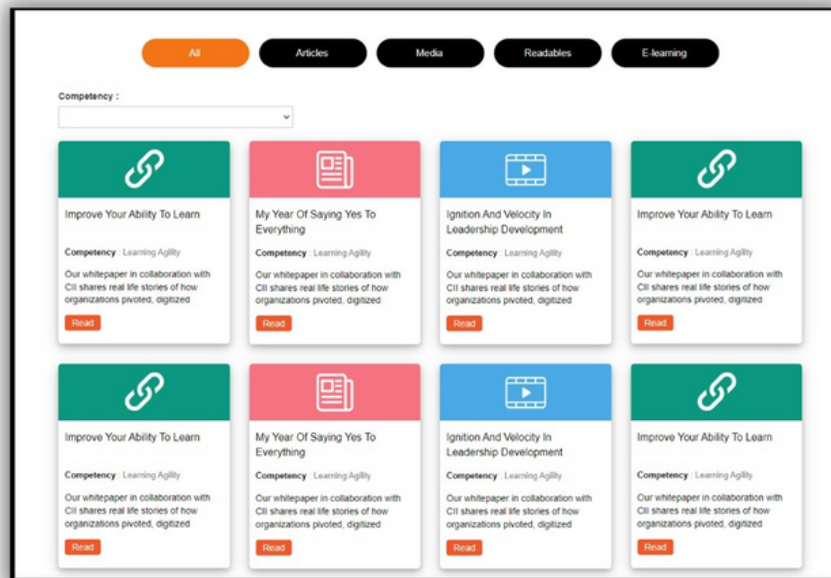 All
Articles
Media
Readables
E-learning
Competency :
Improve Your Ability To Learn
Competency : Learning Agility
Our whitepaper in collaboration with
CII shares real life stories of how
organizations pivoted, digitized
Read
My Year Of Saying Yes To
Everything
Competency : Learning Agility
Our whitepaper in collaboration with
CII shares real life stories of how
organizations pivoted, digitized
Read
Ignition And Velocity In
Leadership Development
Competency : Learning Agility
Our whitepaper in collaboration with
CII shares real life stories of how
organizations pivoted, digitized
Read
Improve Your Ability To Learn
Competency : Learning Agility
Our whitepaper in collaboration with
CII shares real life stories of how
organizations pivoted, digitized
Read
Improve Your Ability To Learn
Competency : Learning Agility
Our whitepaper in collaboration with
CII shares real life stories of how
organizations pivoted, digitized
Read
My Year Of Saying Yes To
Everything
Competency : Learning Agility
Our whitepaper in collaboration with
CII shares real life stories of how
organizations pivoted, digitized
Read
Ignition And Velocity In
Leadership Development
Competency : Learning Agility
Our whitepaper in collaboration with
CII shares real life stories of how
organizations pivoted, digitized
Read
Improve Your Ability To Learn
Competency : Learning Agility
Our whitepaper in collaboration with
CII shares real life stories of how
organizations pivoted, digitized
Read